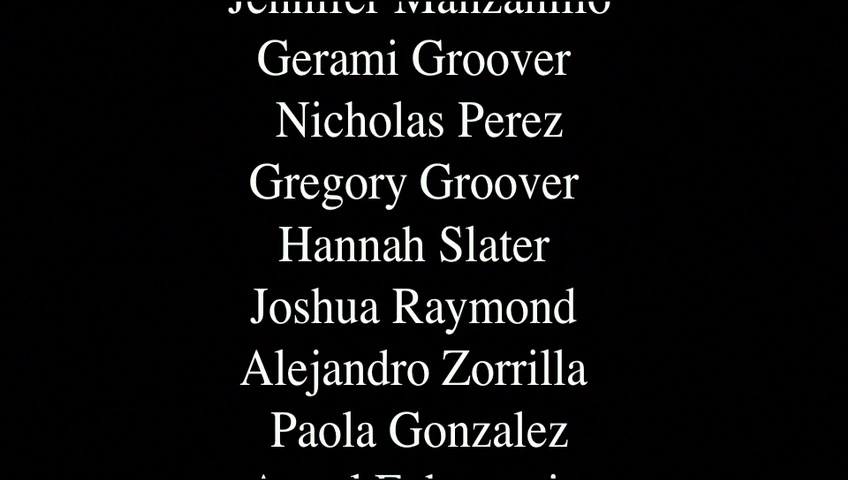 Gerami Groover
Nicholas Perez
Gregory Groover
Hannah Slater
Joshua Raymond
Alejandro Zorrilla
Paola Gonzalez